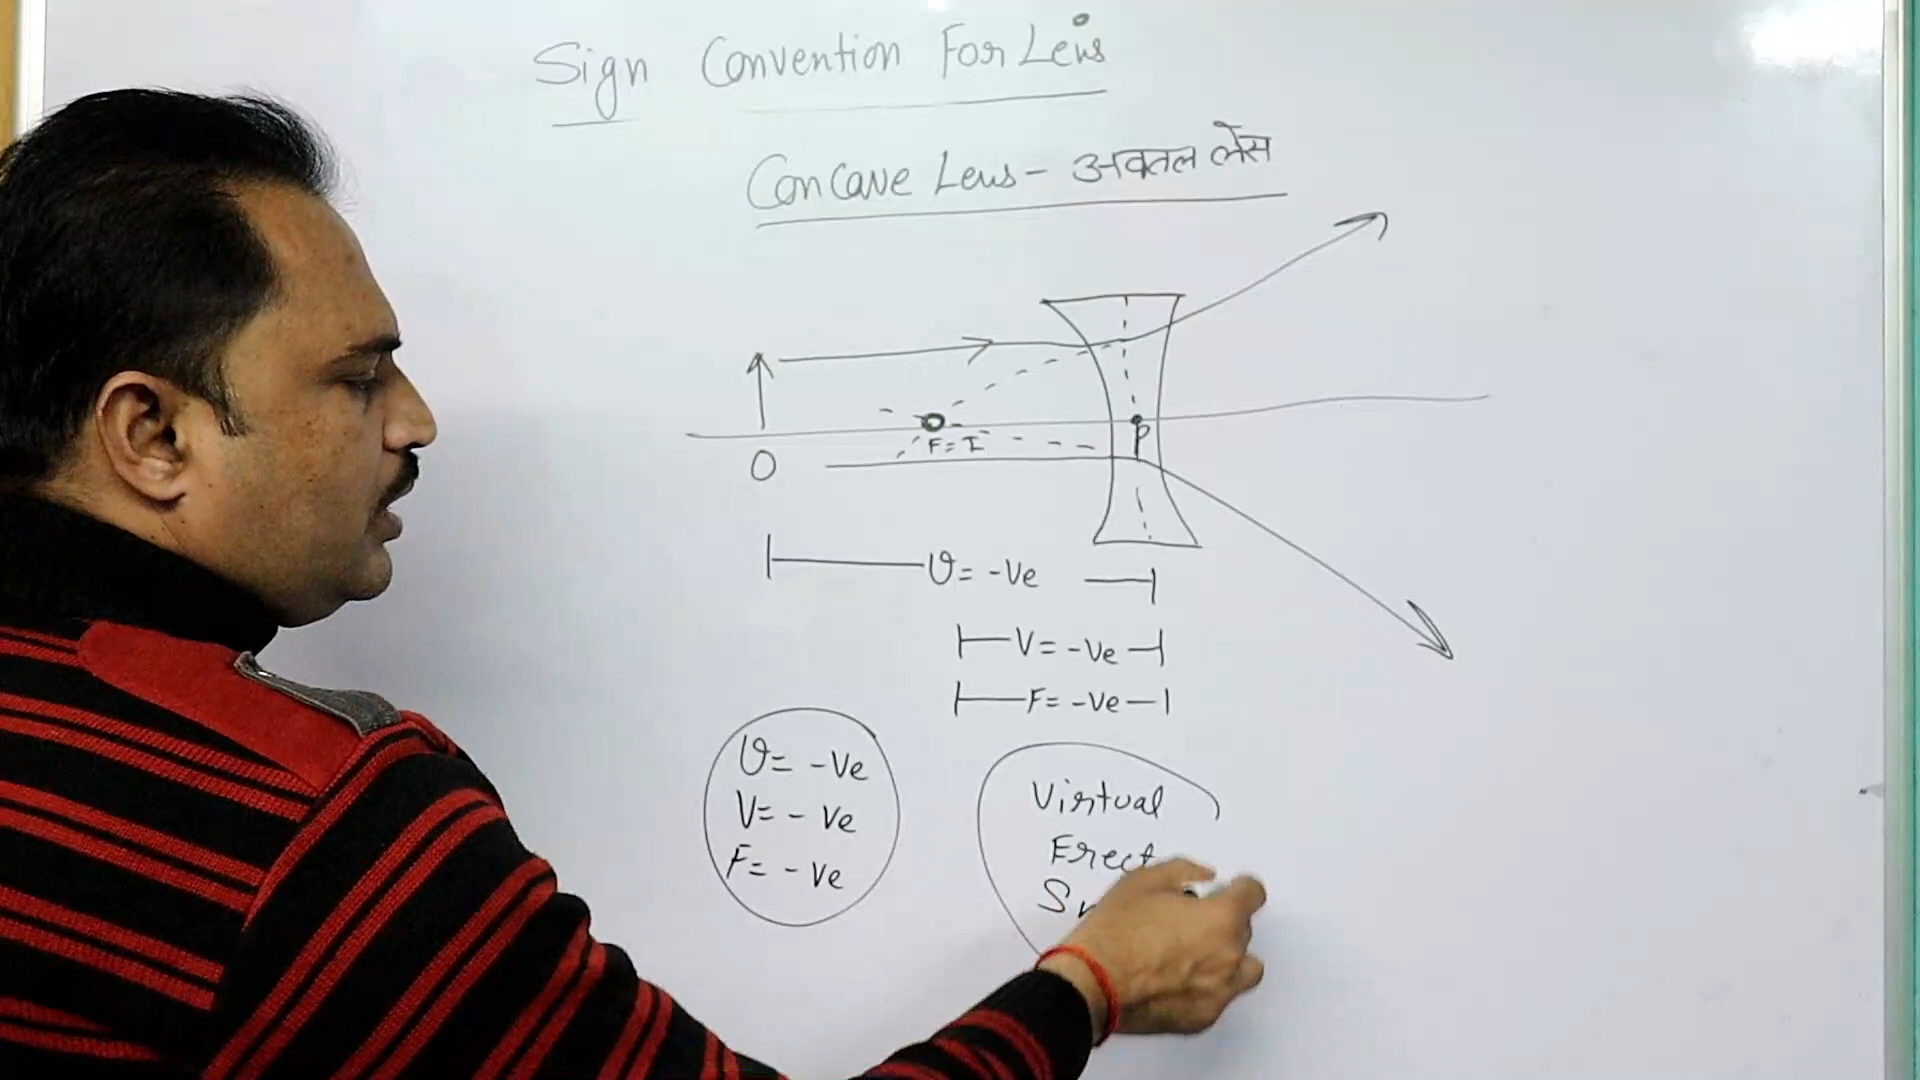 Sign Convention For Lens
Concave Lens - अवतल लेंस
F = I
P
O
U = -ve
V = -ve
F = -ve
U = -ve
V = - ve
F = - ve
Virtual
Erect